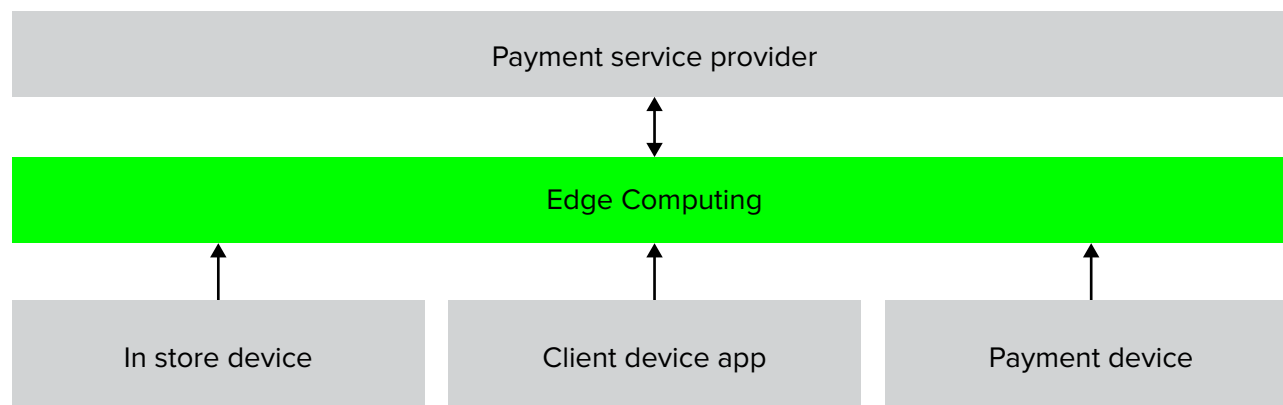 Payment service provider
Edge Computing
In store device
Client device app
Payment device